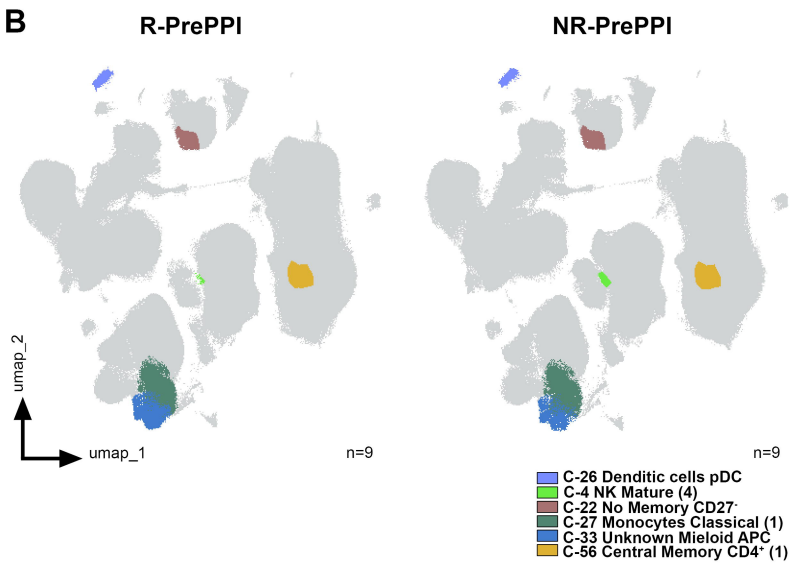 B
R-PrePPI
NR-PrePPI
umap_2
umap_1
n=9
n=9
C-26 Denditic cells pDC
C-4 NK Mature (4)
C-22 No Memory CD27-
C-27 Monocytes Classical (1)
C-33 Unknown Mieloid APC
C-56 Central Memory CD4+ (1)